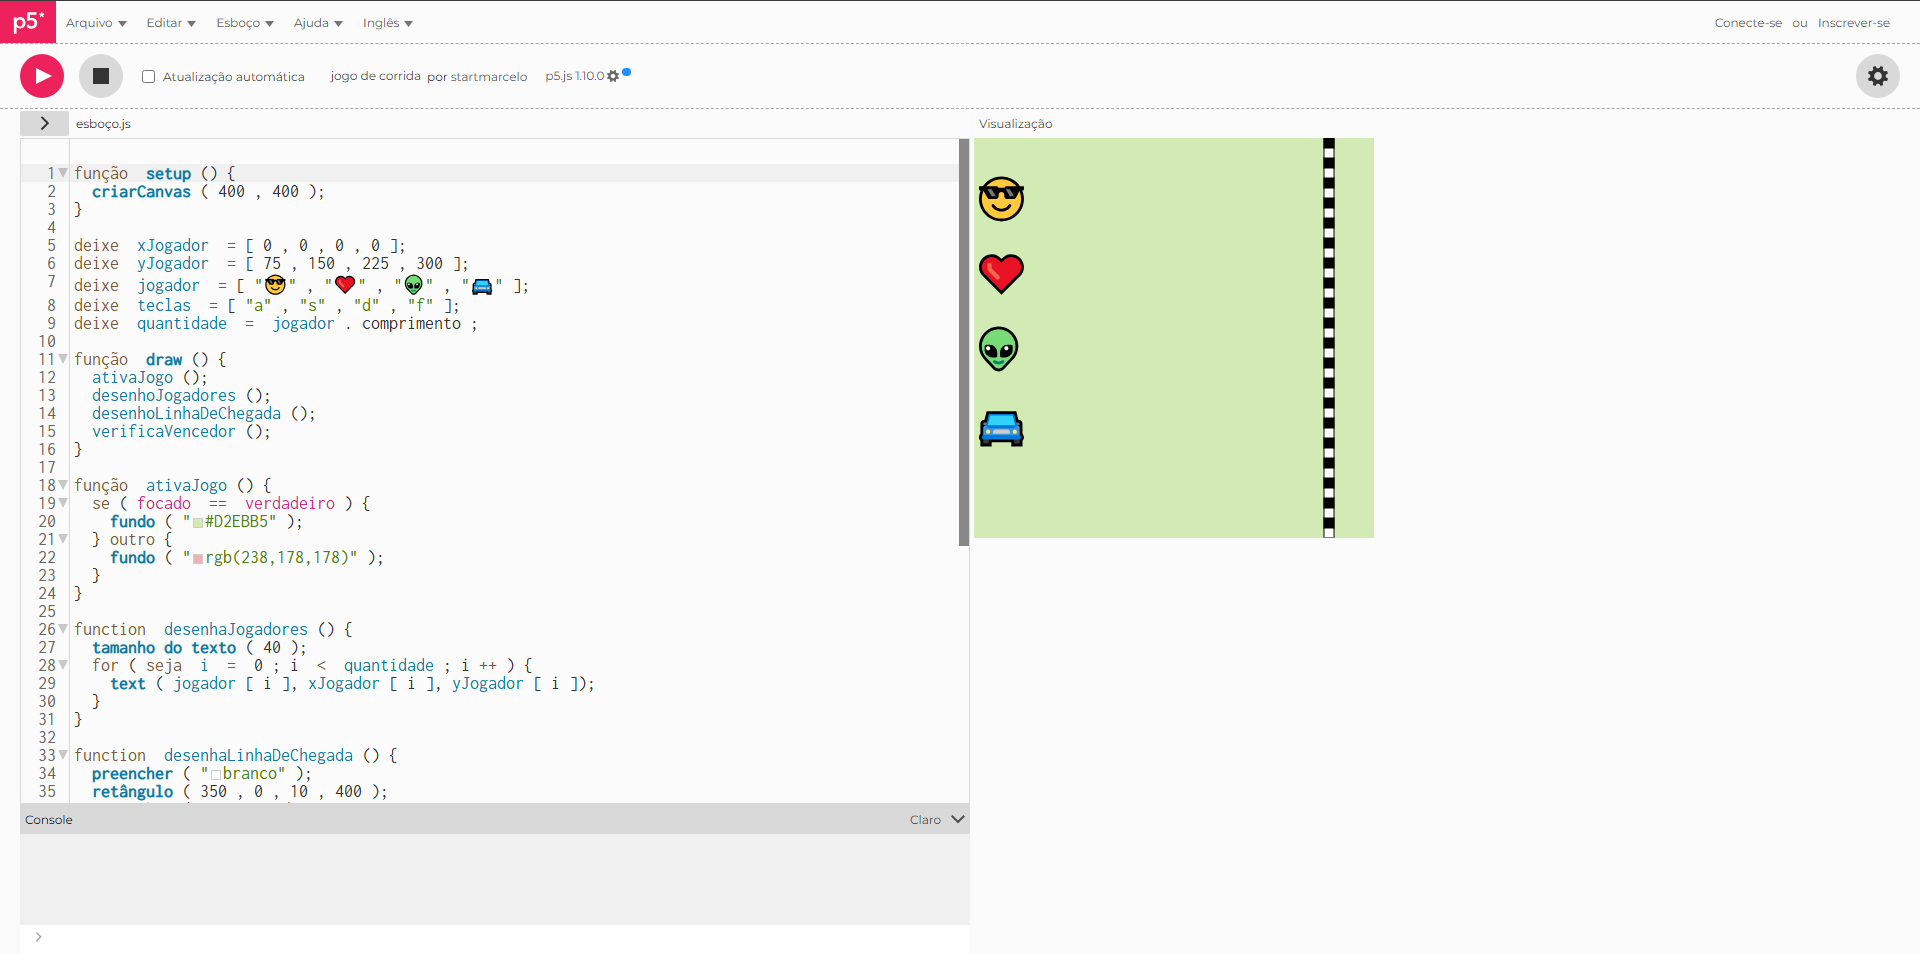 p5* Arquivo Editar Esboço Ajuda Inglês Conecte-se ou Inscrever-se
Atualização automática jogo de corrida por startmarcelo p5.js 1.10.0
esboço.js
Visualização
1 função setup () {
2 criarCanvas ( 400 , 400 );
3 }
4
5 deixe xJogador = [ 0 , 0 , 0 , 0 ];
6 deixe yJogador = [ 75 , 150 , 225 , 300 ];
7 deixe jogador = [ "😎" , "❤️" , "👽" , "🚙" ];
8 deixe teclas = [ "a" , "s" , "d" , "f" ];
9 deixe quantidade = jogador . comprimento ;
10
11 função draw () {
12 ativaJogo ();
13 desenhoJogadores ();
14 desenhoLinhaDeChegada ();
15 verificaVencedor ();
16 }
17
18 função ativaJogo () {
19 se ( focado == verdadeiro ) {
20 fundo ( "#D2EBB5" );
21 } outro {
22 fundo ( "rgb(238,178,178)" );
23 }
24 }
25
26 function desenhaJogadores () {
27 tamanho do texto ( 40 );
28 for ( seja i = 0 ; i < quantidade ; i ++ ) {
29 text ( jogador [ i ], xJogador [ i ], yJogador [ i ]);
30 }
31 }
32
33 function desenhaLinhaDeChegada () {
34 preencher ( "branco" );
35 retângulo ( 350 , 0 , 10 , 400 );
Console Claro
>